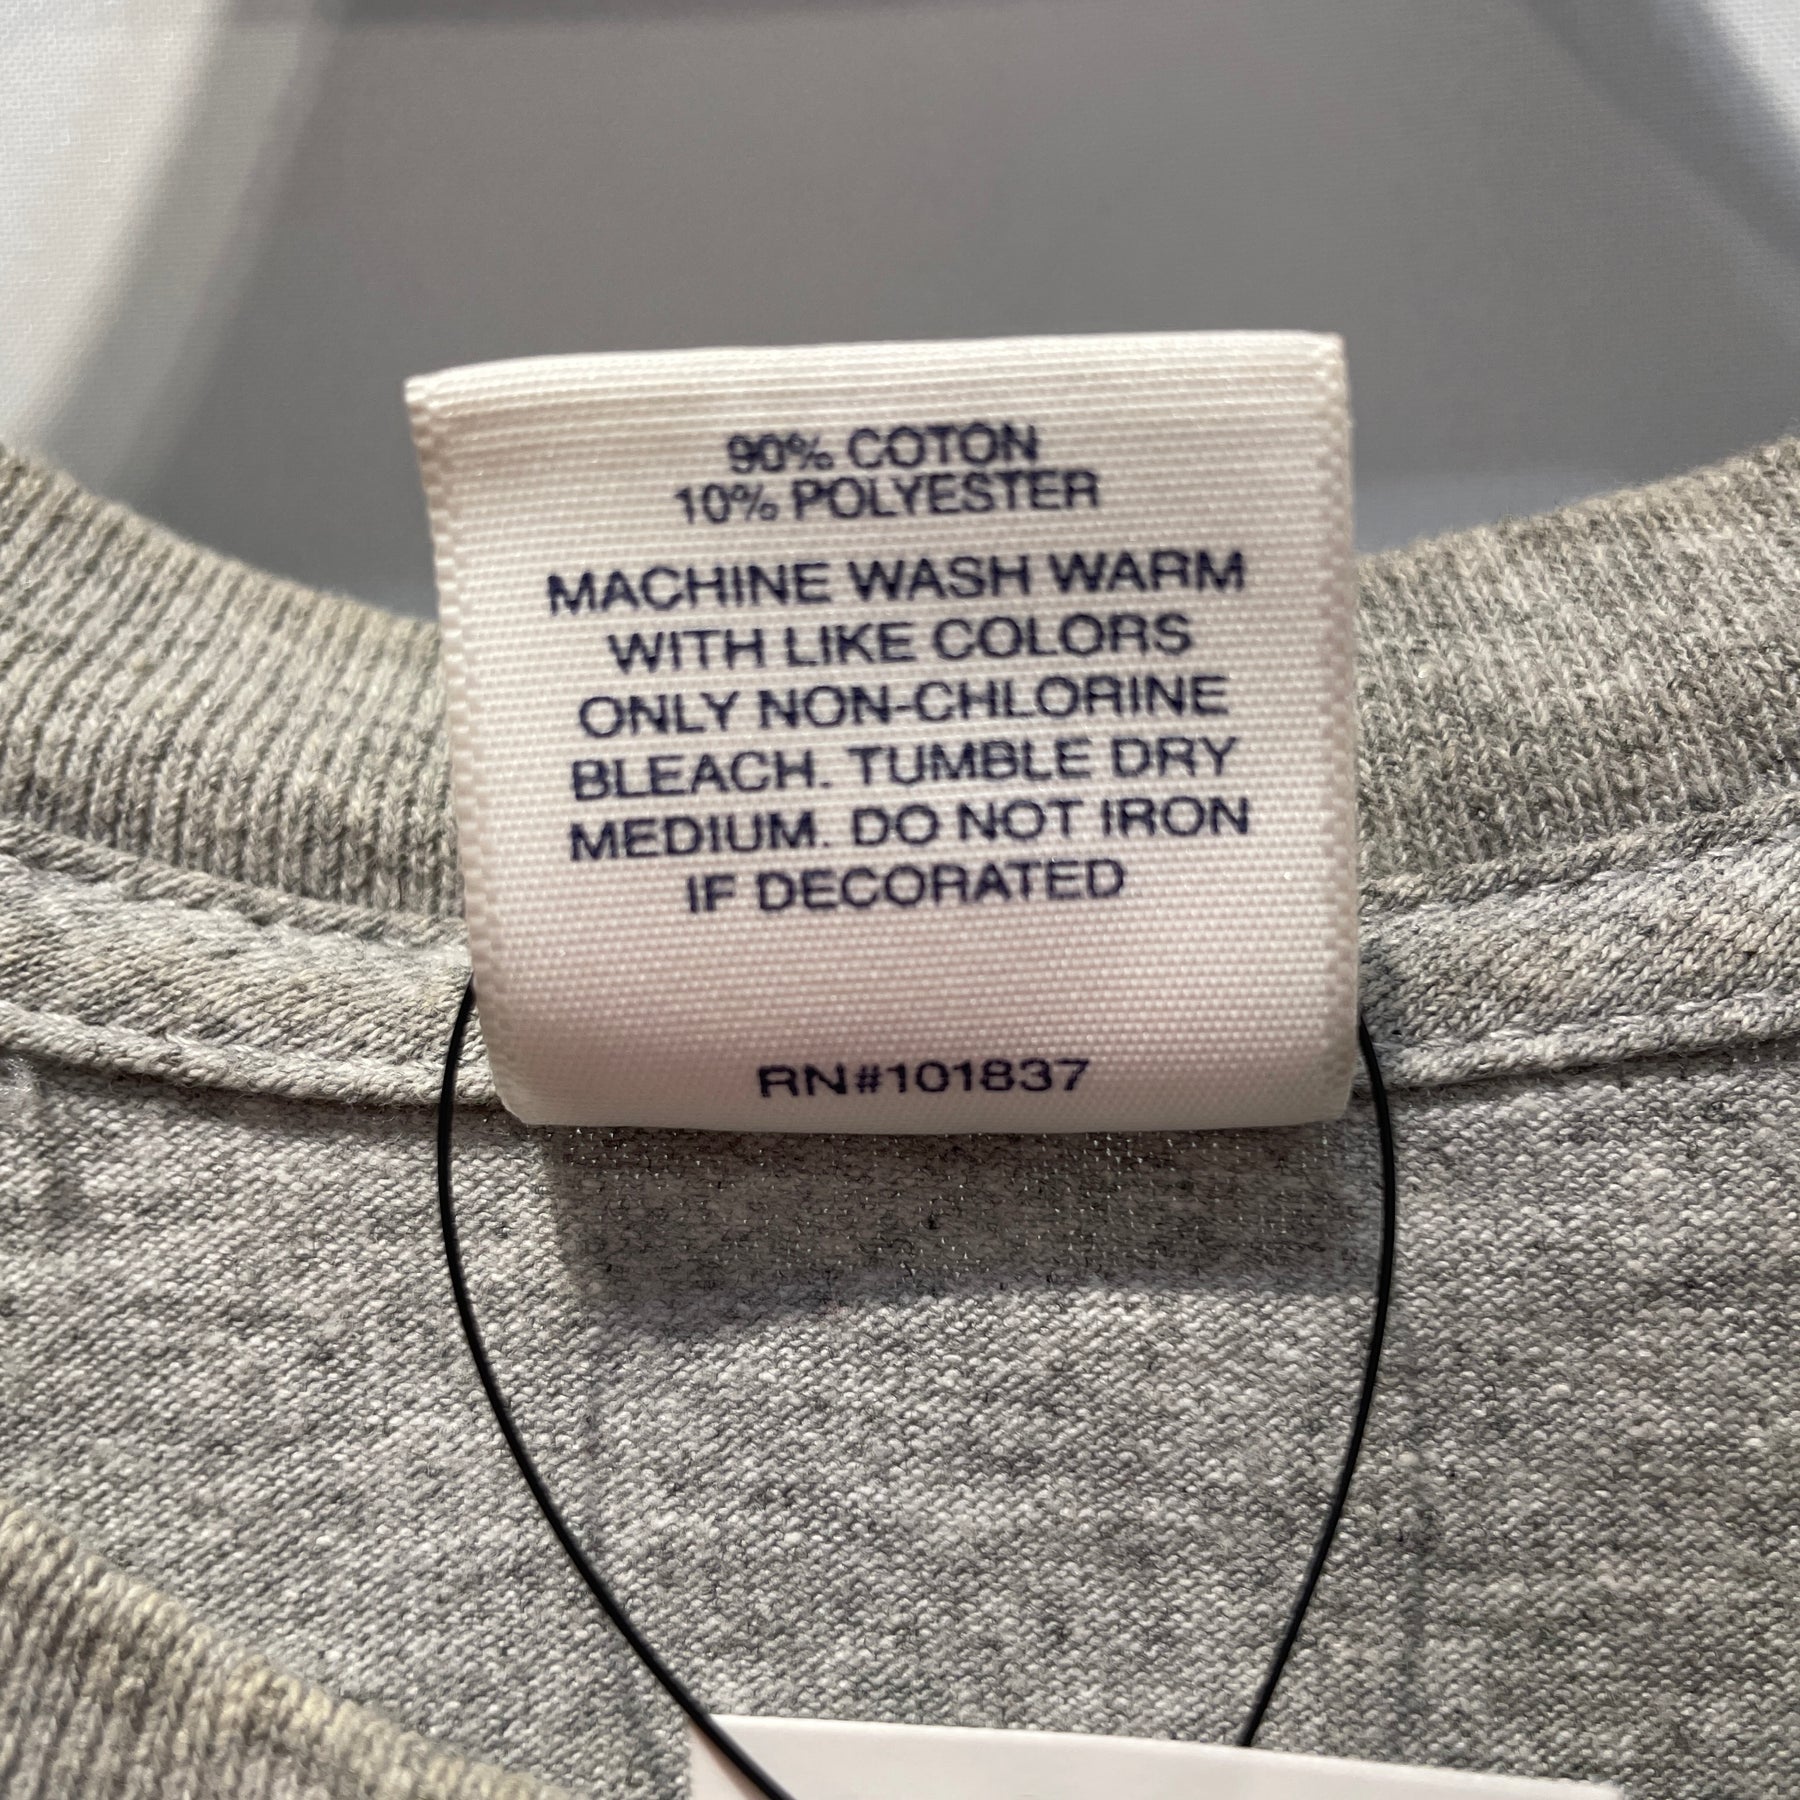 90% COTON
10% POLYESTER
MACHINE WASH WARM
WITH LIKE COLORS
ONLY NON-CHLORINE
BLEACH. TUMBLE DRY
MEDIUM. DO NOT IRON
IF DECORATED
RN#101837